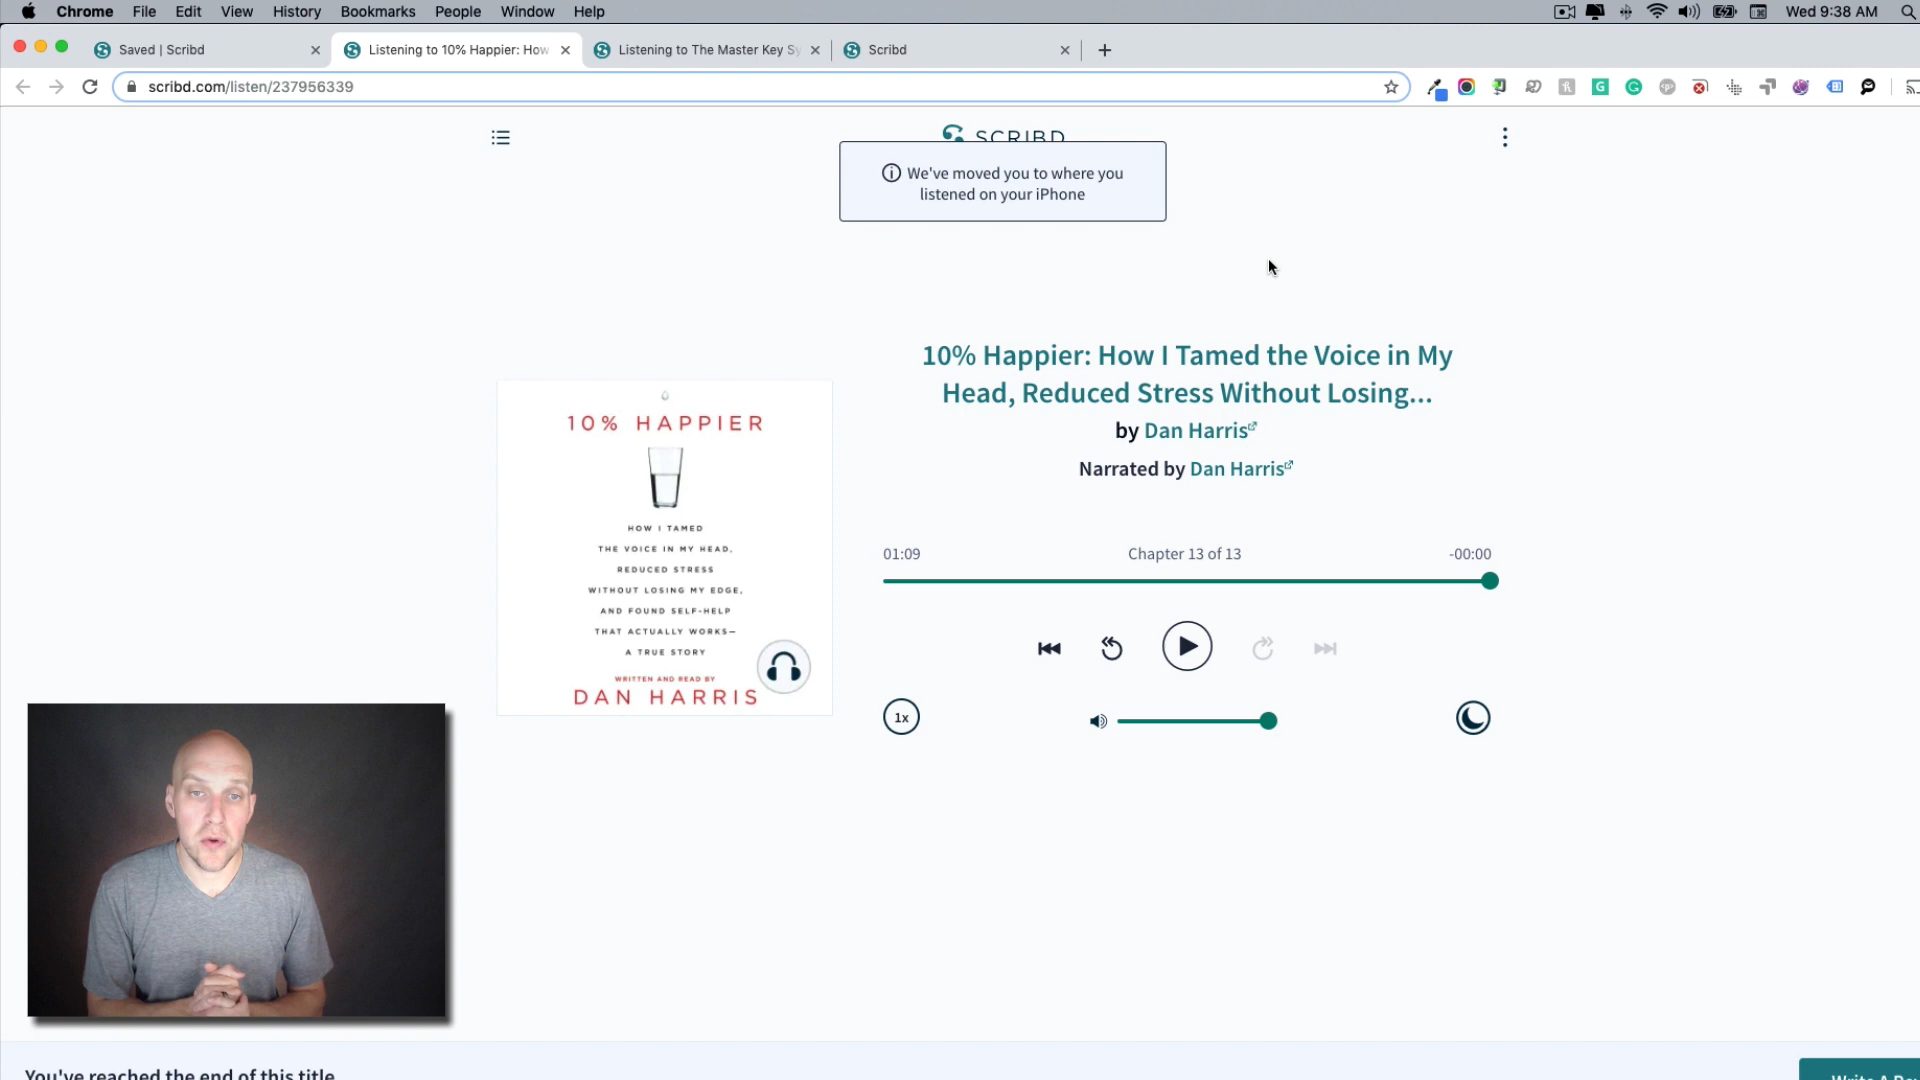 Chrome File Edit View History Bookmarks People Window Help Wed 9:38 AM
Saved | Scribd
Listening to 10% Happier: How
Listening to The Master Key Sy
Scribd
scribd.com/listen/237956339
SCRIBD
We've moved you to where you
listened on your iPhone
10% Happier: How I Tamed the Voice in My
Head, Reduced Stress Without Losing...
by Dan Harris
Narrated by Dan Harris
10% HAPPIER
HOW I TAMED
THE VOICE IN MY HEAD,
REDUCED STRESS
WITHOUT LOSING MY EDGE,
AND FOUND SELF-HELP
THAT ACTUALLY WORKS—
A TRUE STORY
WRITTEN AND READ BY
DAN HARRIS
01:09 Chapter 13 of 13 -00:00
1x
You've reached the end of this title